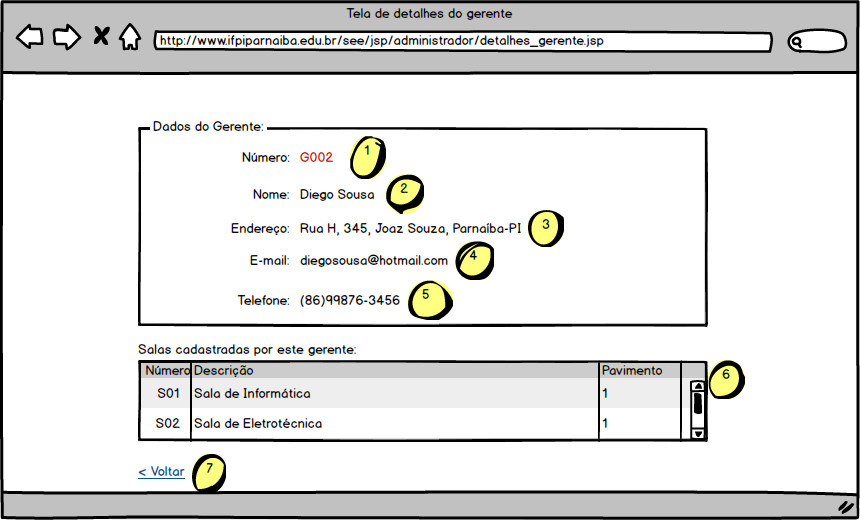 Tela de detalhes do gerente
http://www.ifpiparnaiba.edu.br/see/jsp/administrador/detalhes_gerente.jsp
Dados do Gerente:
Número: G002 1
Nome: Diego Sousa 2
Endereço: Rua H, 345, Joaz Souza, Parnaíba-PI 3
E-mail: diegosousa@hotmail.com 4
Telefone: (86)99876-3456 5
Salas cadastradas por este gerente:
Número Descrição Pavimento 6
S01 Sala de Informática 1
S02 Sala de Eletrotécnica 1
< Voltar 7